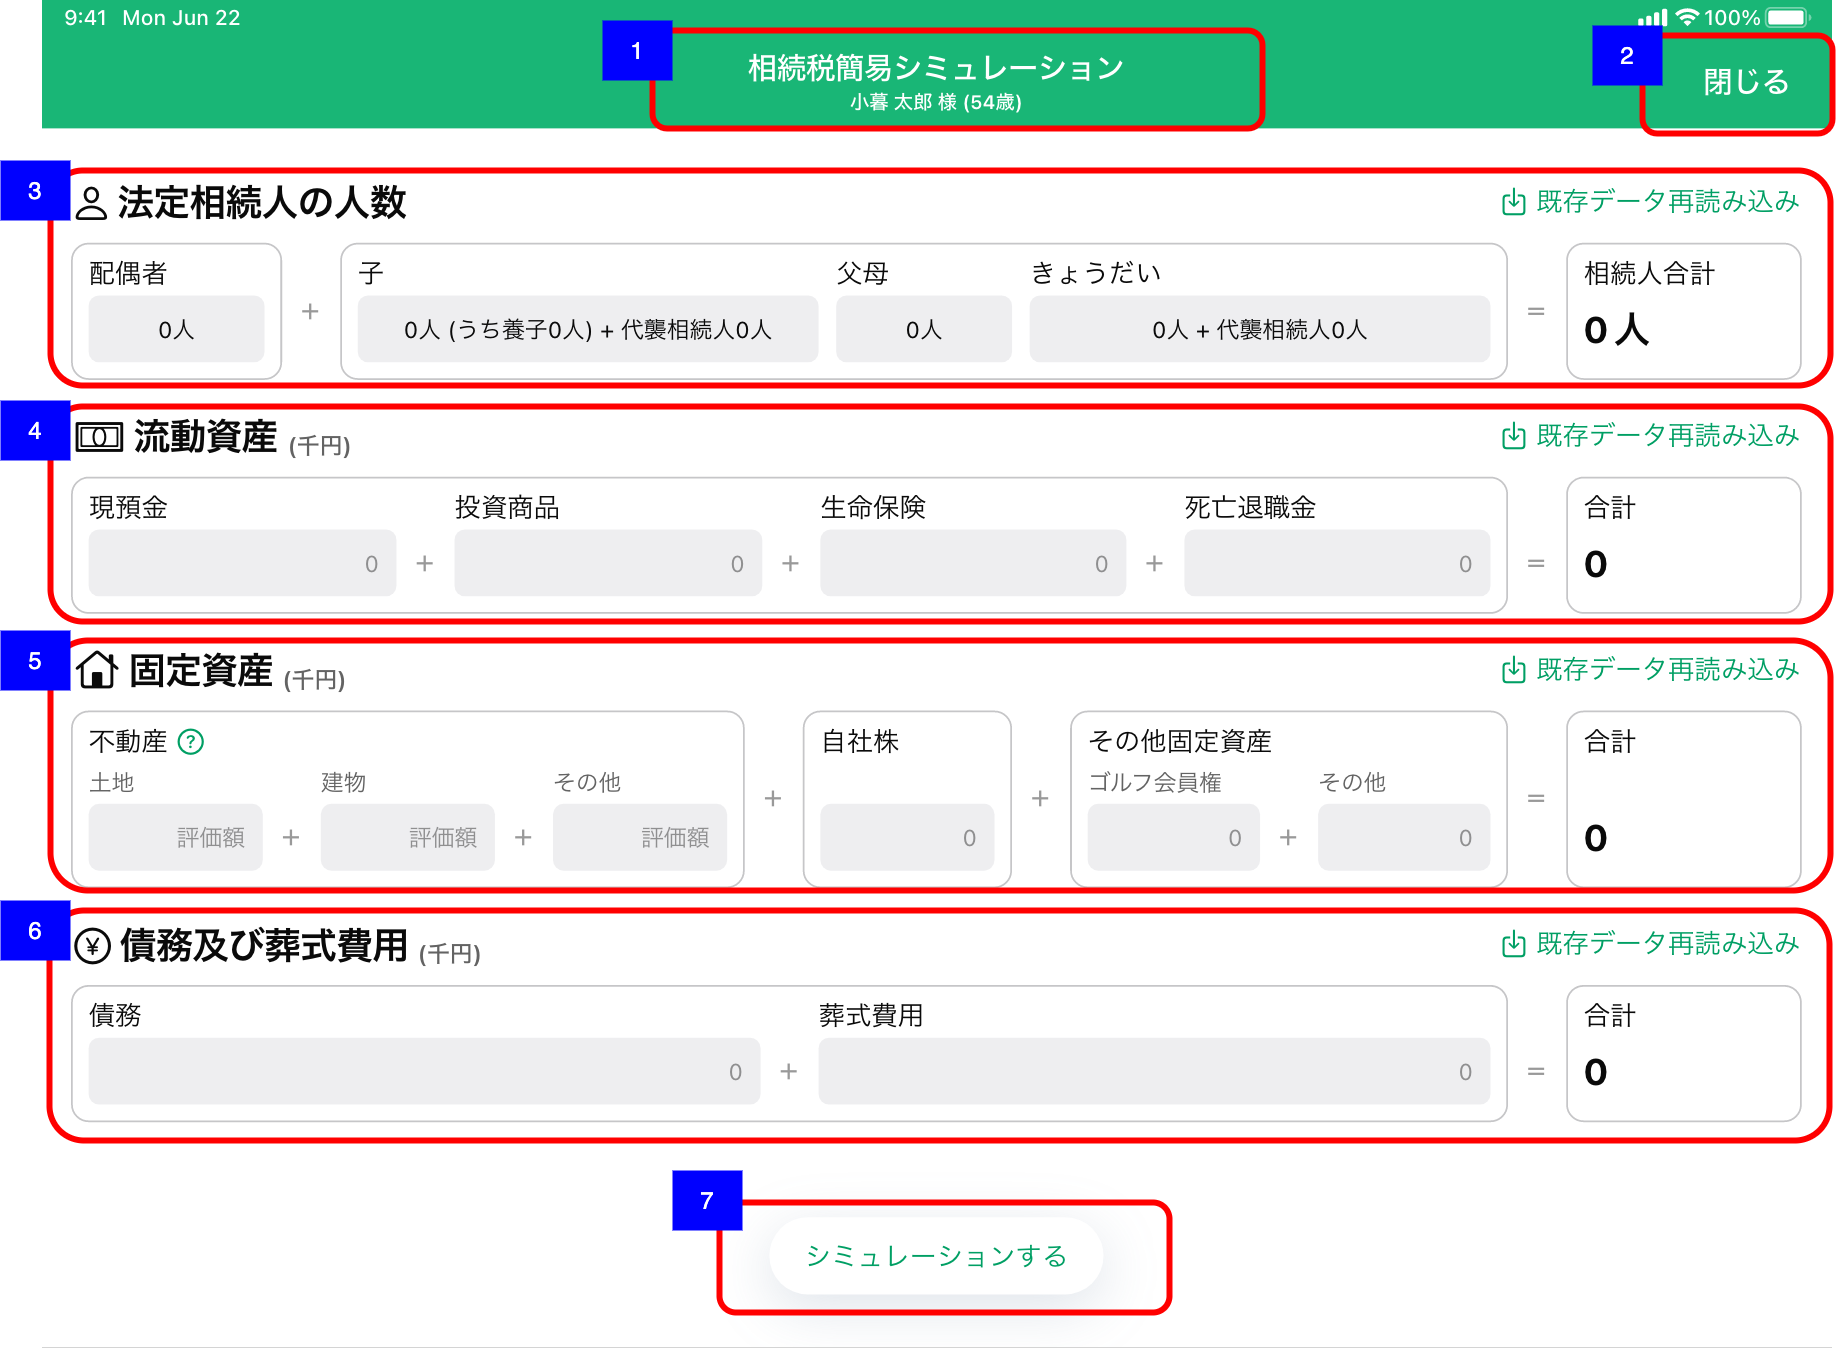 9:41 Mon Jun 22
100%
1
相続税簡易シミュレーション
小暮 太郎 様 (54歳)
2
閉じる
3
法定相続人の人数
既存データ再読み込み
配偶者
0人
+
子
父母
きょうだい
0人 (うち養子0人) + 代襲相続人0人
0人
0人 + 代襲相続人0人
=
相続人合計
0 人
4
流動資産 (千円)
既存データ再読み込み
現預金
投資商品
生命保険
死亡退職金
0 + 0 + 0 + 0
=
合計
0
5
固定資産 (千円)
既存データ再読み込み
不動産 ?
土地
建物
その他
評価額 + 評価額 + 評価額
+
自社株
0
+
その他固定資産
ゴルフ会員権
その他
0 + 0
=
合計
0
6
¥ 債務及び葬式費用 (千円)
既存データ再読み込み
債務
葬式費用
0 + 0
=
合計
0
7
シミュレーションする